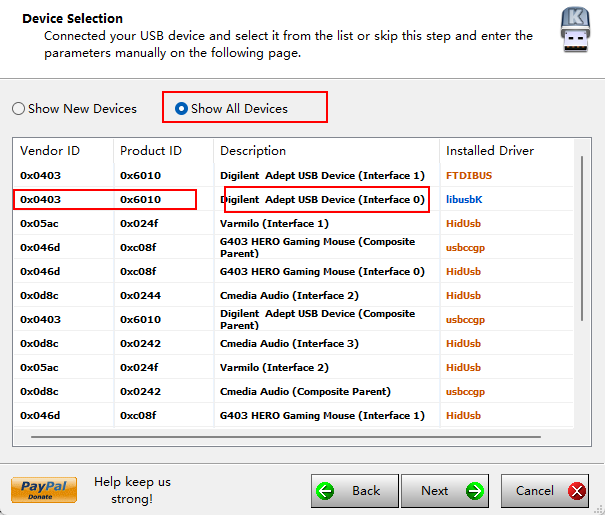 Device Selection
Connected your USB device and select it from the list or skip this step and enter the
parameters manually on the following page.
K
Show New Devices Show All Devices
Vendor ID Product ID Description Installed Driver
0x0403 0x6010 Digilent Adept USB Device (Interface 1) FTDIBUS
0x0403 0x6010 Digilent Adept USB Device (Interface 0) libusbK
0x05ac 0x024f Varmilo (Interface 1) HidUsb
0x046d 0xc08f G403 HERO Gaming Mouse (Composite Parent) usbccgp
0x046d 0xc08f G403 HERO Gaming Mouse (Interface 0) HidUsb
0x0d8c 0x0244 Cmedia Audio (Interface 2) HidUsb
0x0403 0x6010 Digilent Adept USB Device (Composite Parent) usbccgp
0x0d8c 0x0242 Cmedia Audio (Interface 3) HidUsb
0x05ac 0x024f Varmilo (Interface 2) HidUsb
0x0d8c 0x0242 Cmedia Audio (Composite Parent) usbccgp
0x046d 0xc08f G403 HERO Gaming Mouse (Interface 1) HidUsb
PayPal
Donate
Help keep us
strong!
Back Next Cancel